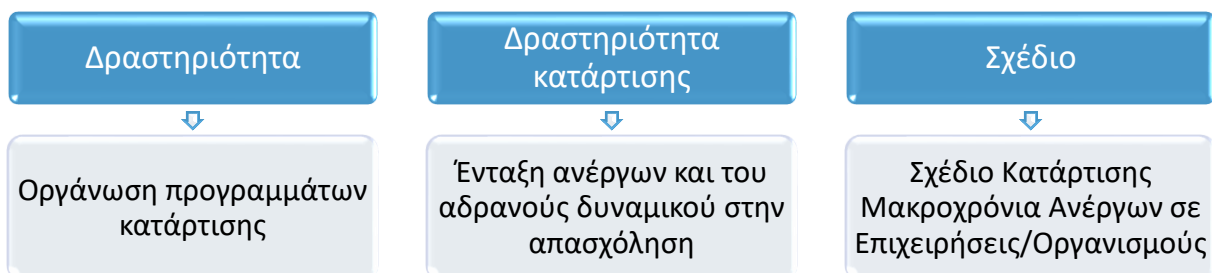 Δραστηριότητα
Οργάνωση προγραμμάτων
κατάρτισης
Δραστηριότητα
κατάρτισης
Ένταξη ανέργων και του
αδρανούς δυναμικού στην
απασχόληση
Σχέδιο
Σχέδιο Κατάρτισης
Μακροχρόνια Ανέργων σε
Επιχειρήσεις/Οργανισμούς